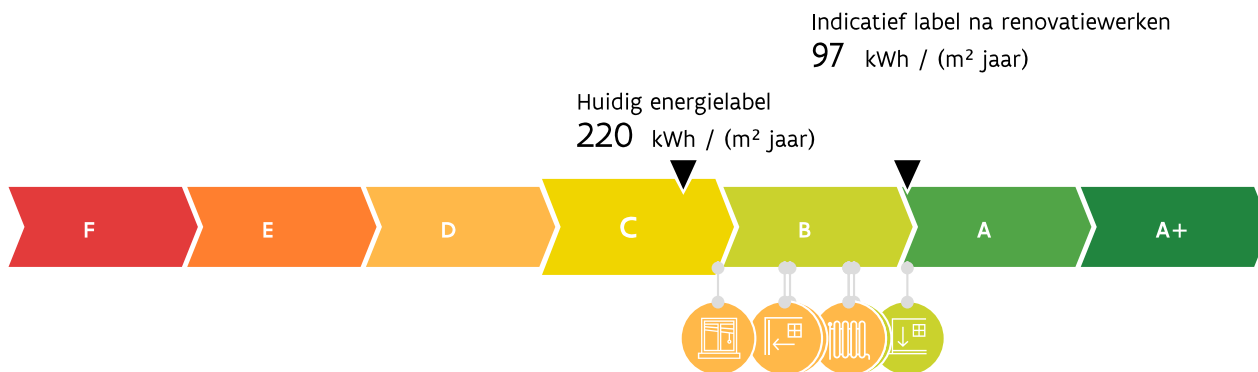 Indicatief label na renovatiewerken
97 kWh / (m² jaar)
Huidig energielabel
220 kWh / (m² jaar)
F E D C B A A+